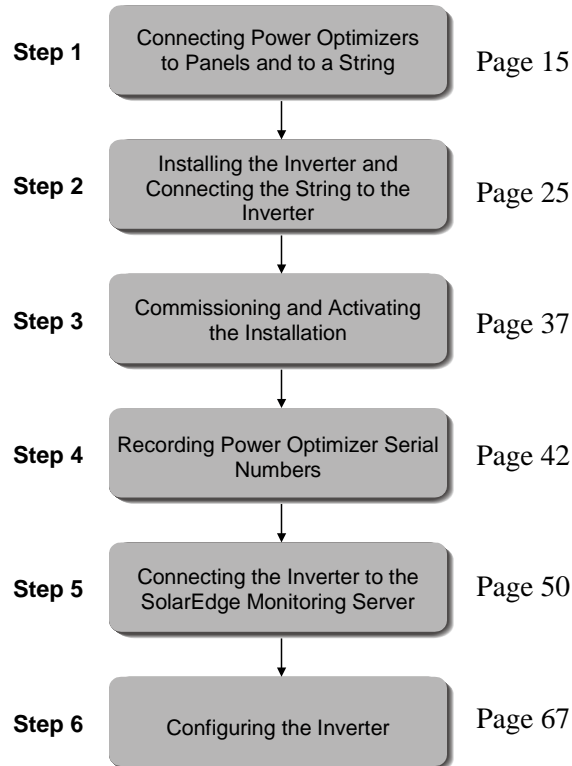 Step 1
Connecting Power Optimizers
to Panels and to a String
Page 15
Step 2
Installing the Inverter and
Connecting the String to the
Inverter
Page 25
Step 3
Commissioning and Activating
the Installation
Page 37
Step 4
Recording Power Optimizer Serial
Numbers
Page 42
Step 5
Connecting the Inverter to the
SolarEdge Monitoring Server
Page 50
Step 6
Configuring the Inverter
Page 67